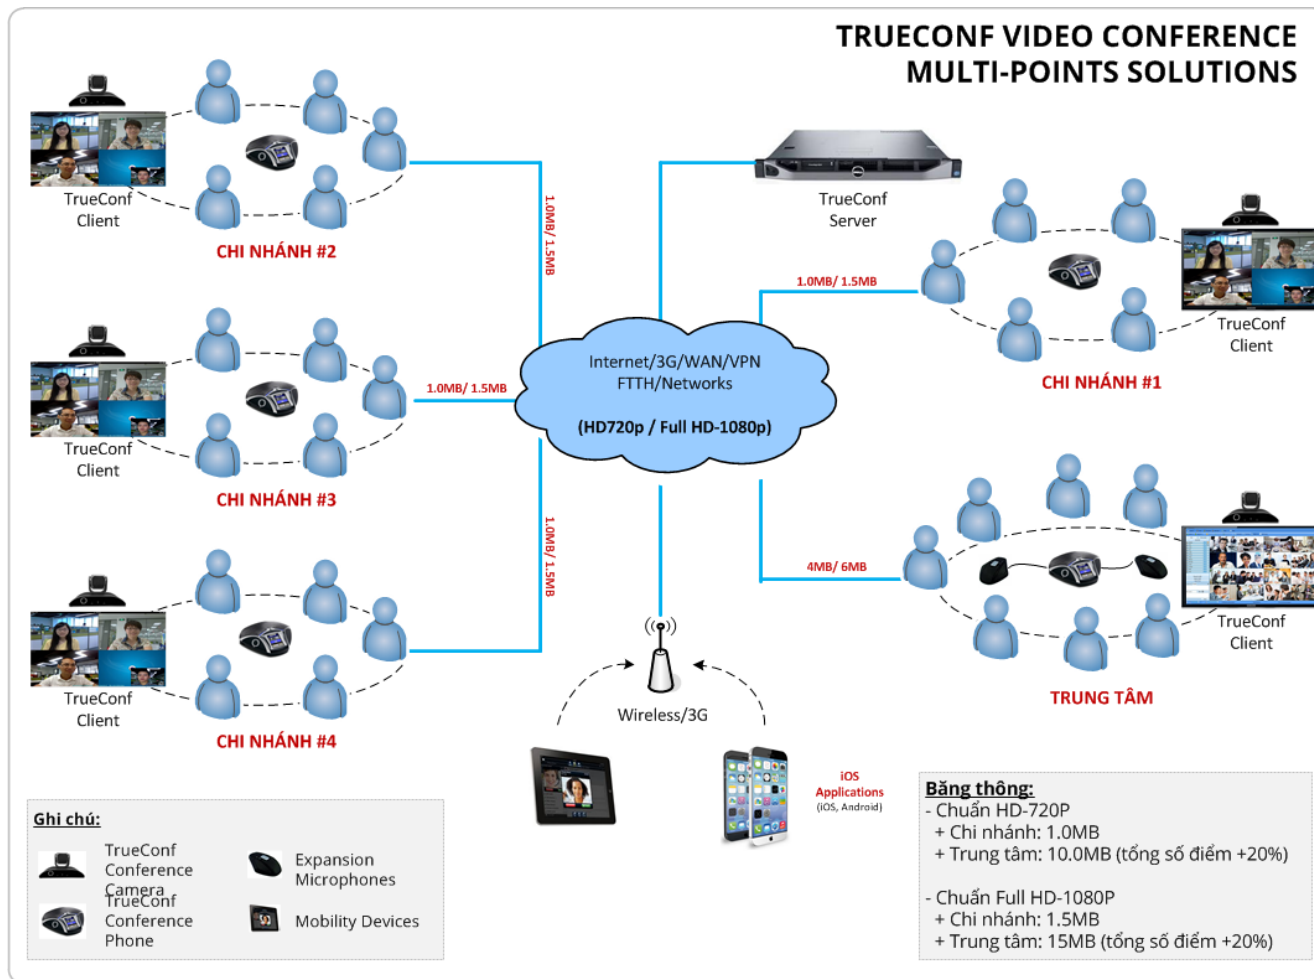 TRUECONF VIDEO CONFERENCE
MULTI-POINTS SOLUTIONS
TrueConf
Client
CHI NHÁNH #2
1.0MB/ 1.5MB
TrueConf
Server
1.0MB/ 1.5MB
TrueConf
Client
CHI NHÁNH #1
TrueConf
Client
CHI NHÁNH #3
1.0MB/ 1.5MB
Internet/3G/WAN/VPN
FTTH/Networks
(HD720p / Full HD-1080p)
4MB/ 6MB
TrueConf
Client
TRUNG TÂM
1.0MB/ 1.5MB
TrueConf
Client
CHI NHÁNH #4
Wireless/3G
iOS
Applications
(iOS, Android)
Ghi chú:
TrueConf
Conference
Camera
TrueConf
Conference
Phone
Expansion
Microphones
Mobility Devices
Băng thông:
- Chuẩn HD-720P
+ Chi nhánh: 1.0MB
+ Trung tâm: 10.0MB (tổng số điểm +20%)
- Chuẩn Full HD-1080P
+ Chi nhánh: 1.5MB
+ Trung tâm: 15MB (tổng số điểm +20%)